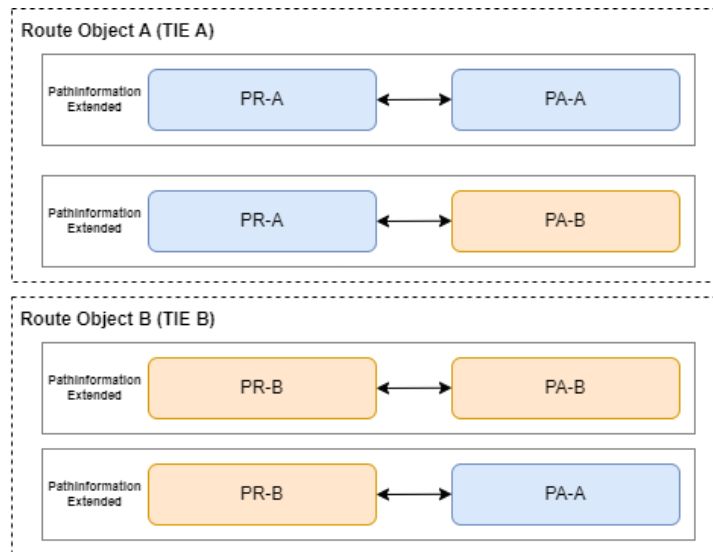 Route Object A (TIE A)
PathInformation
Extended
PR-A
PA-A
PathInformation
Extended
PR-A
PA-B
Route Object B (TIE B)
PathInformation
Extended
PR-B
PA-B
PathInformation
Extended
PR-B
PA-A